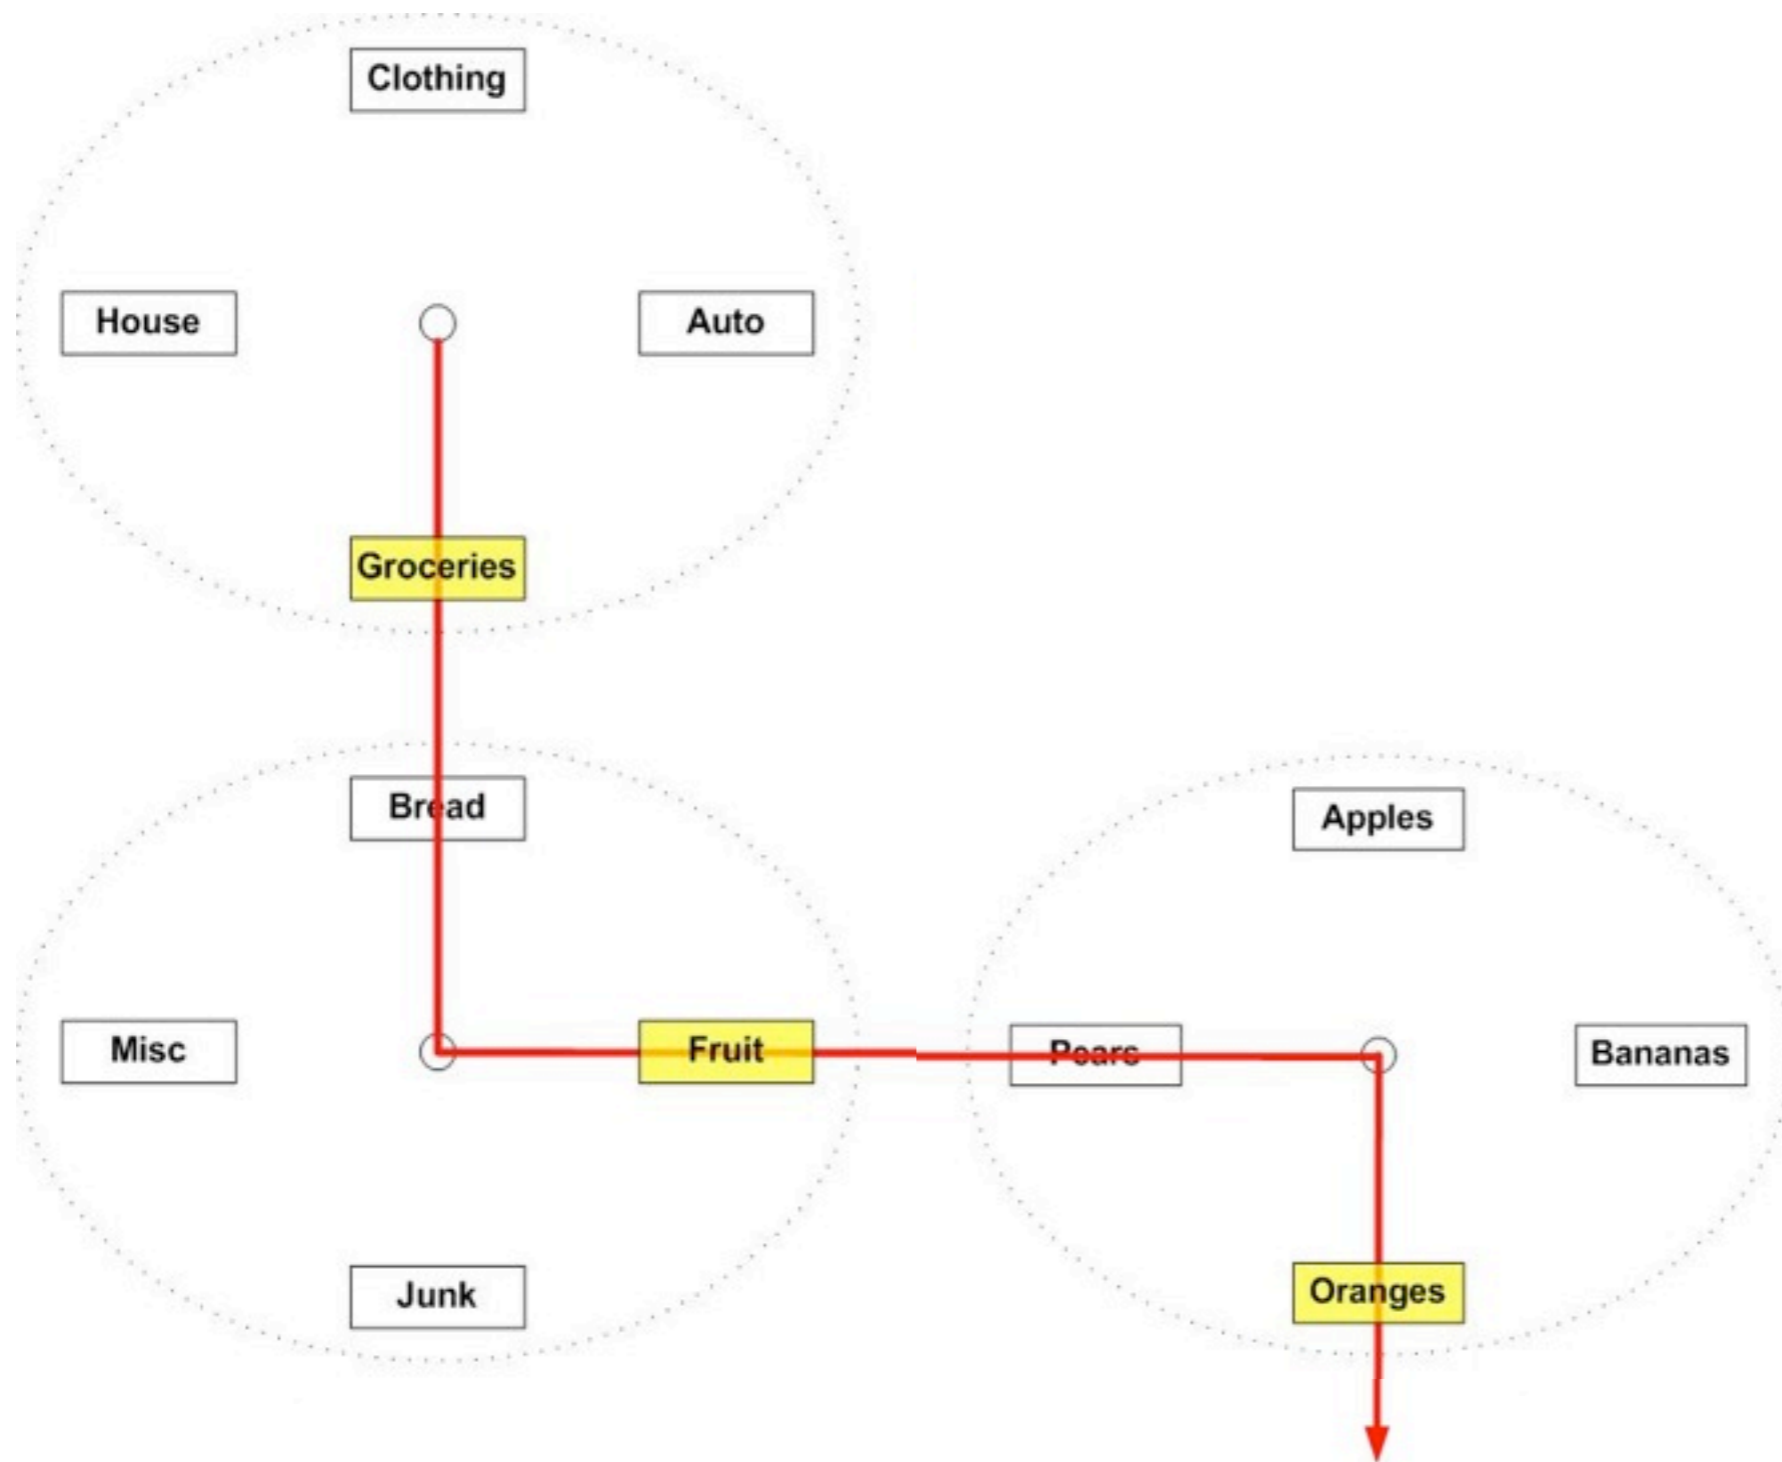 Clothing
House
Auto
Groceries
Bread
Misc
Fruit
Junk
Apples
Pears
Bananas
Oranges